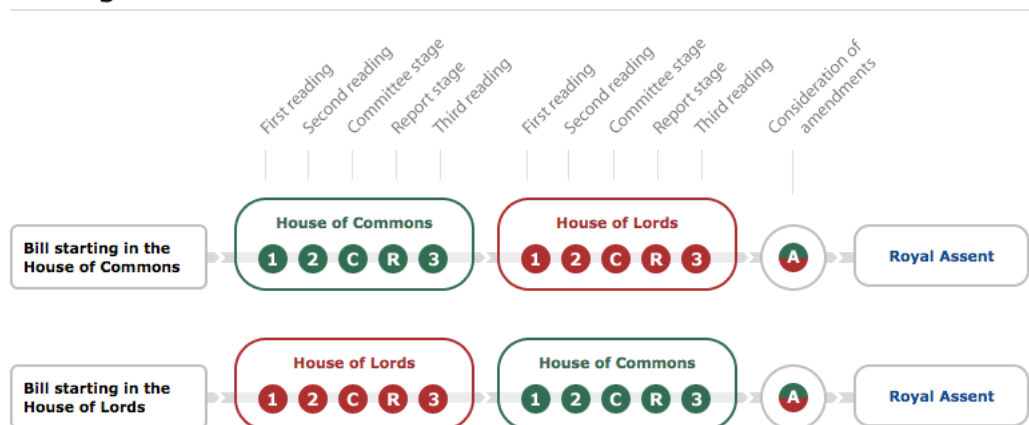 First reading
Second reading
Committee stage
Report stage
Third reading
First reading
Second reading
Committee stage
Report stage
Third reading
Consideration of
amendments
Bill starting in the
House of Commons
House of Commons
1 2 C R 3
House of Lords
1 2 C R 3
A
Royal Assent
Bill starting in the
House of Lords
House of Lords
1 2 C R 3
House of Commons
1 2 C R 3
A
Royal Assent